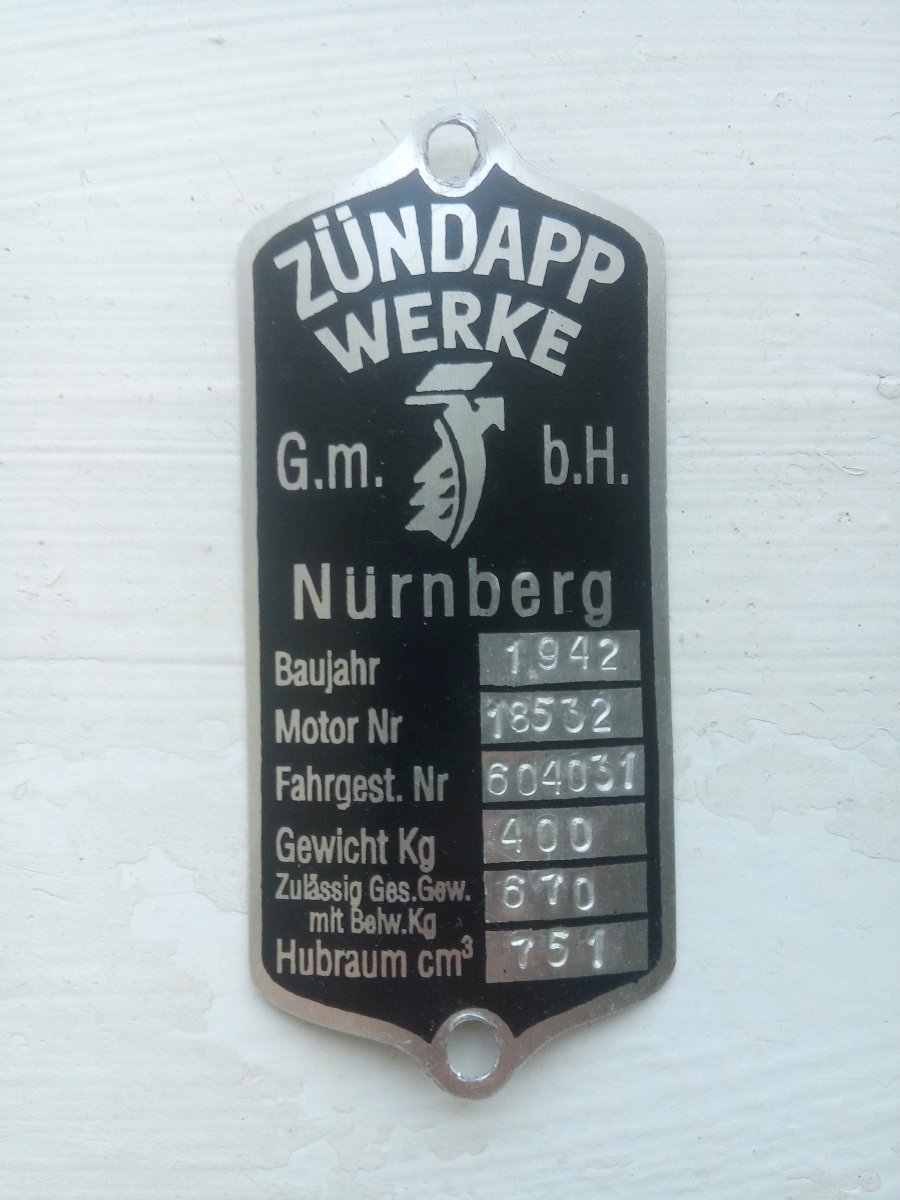 ZÜNDAPP
WERKE
G.m. b.H.
Nürnberg
Baujahr 1942
Motor Nr 18532
Fahrgest. Nr 604031
Gewicht Kg 400
Zulässig Ges.Gew.
mit Belw.Kg 670
Hubraum cm³ 751